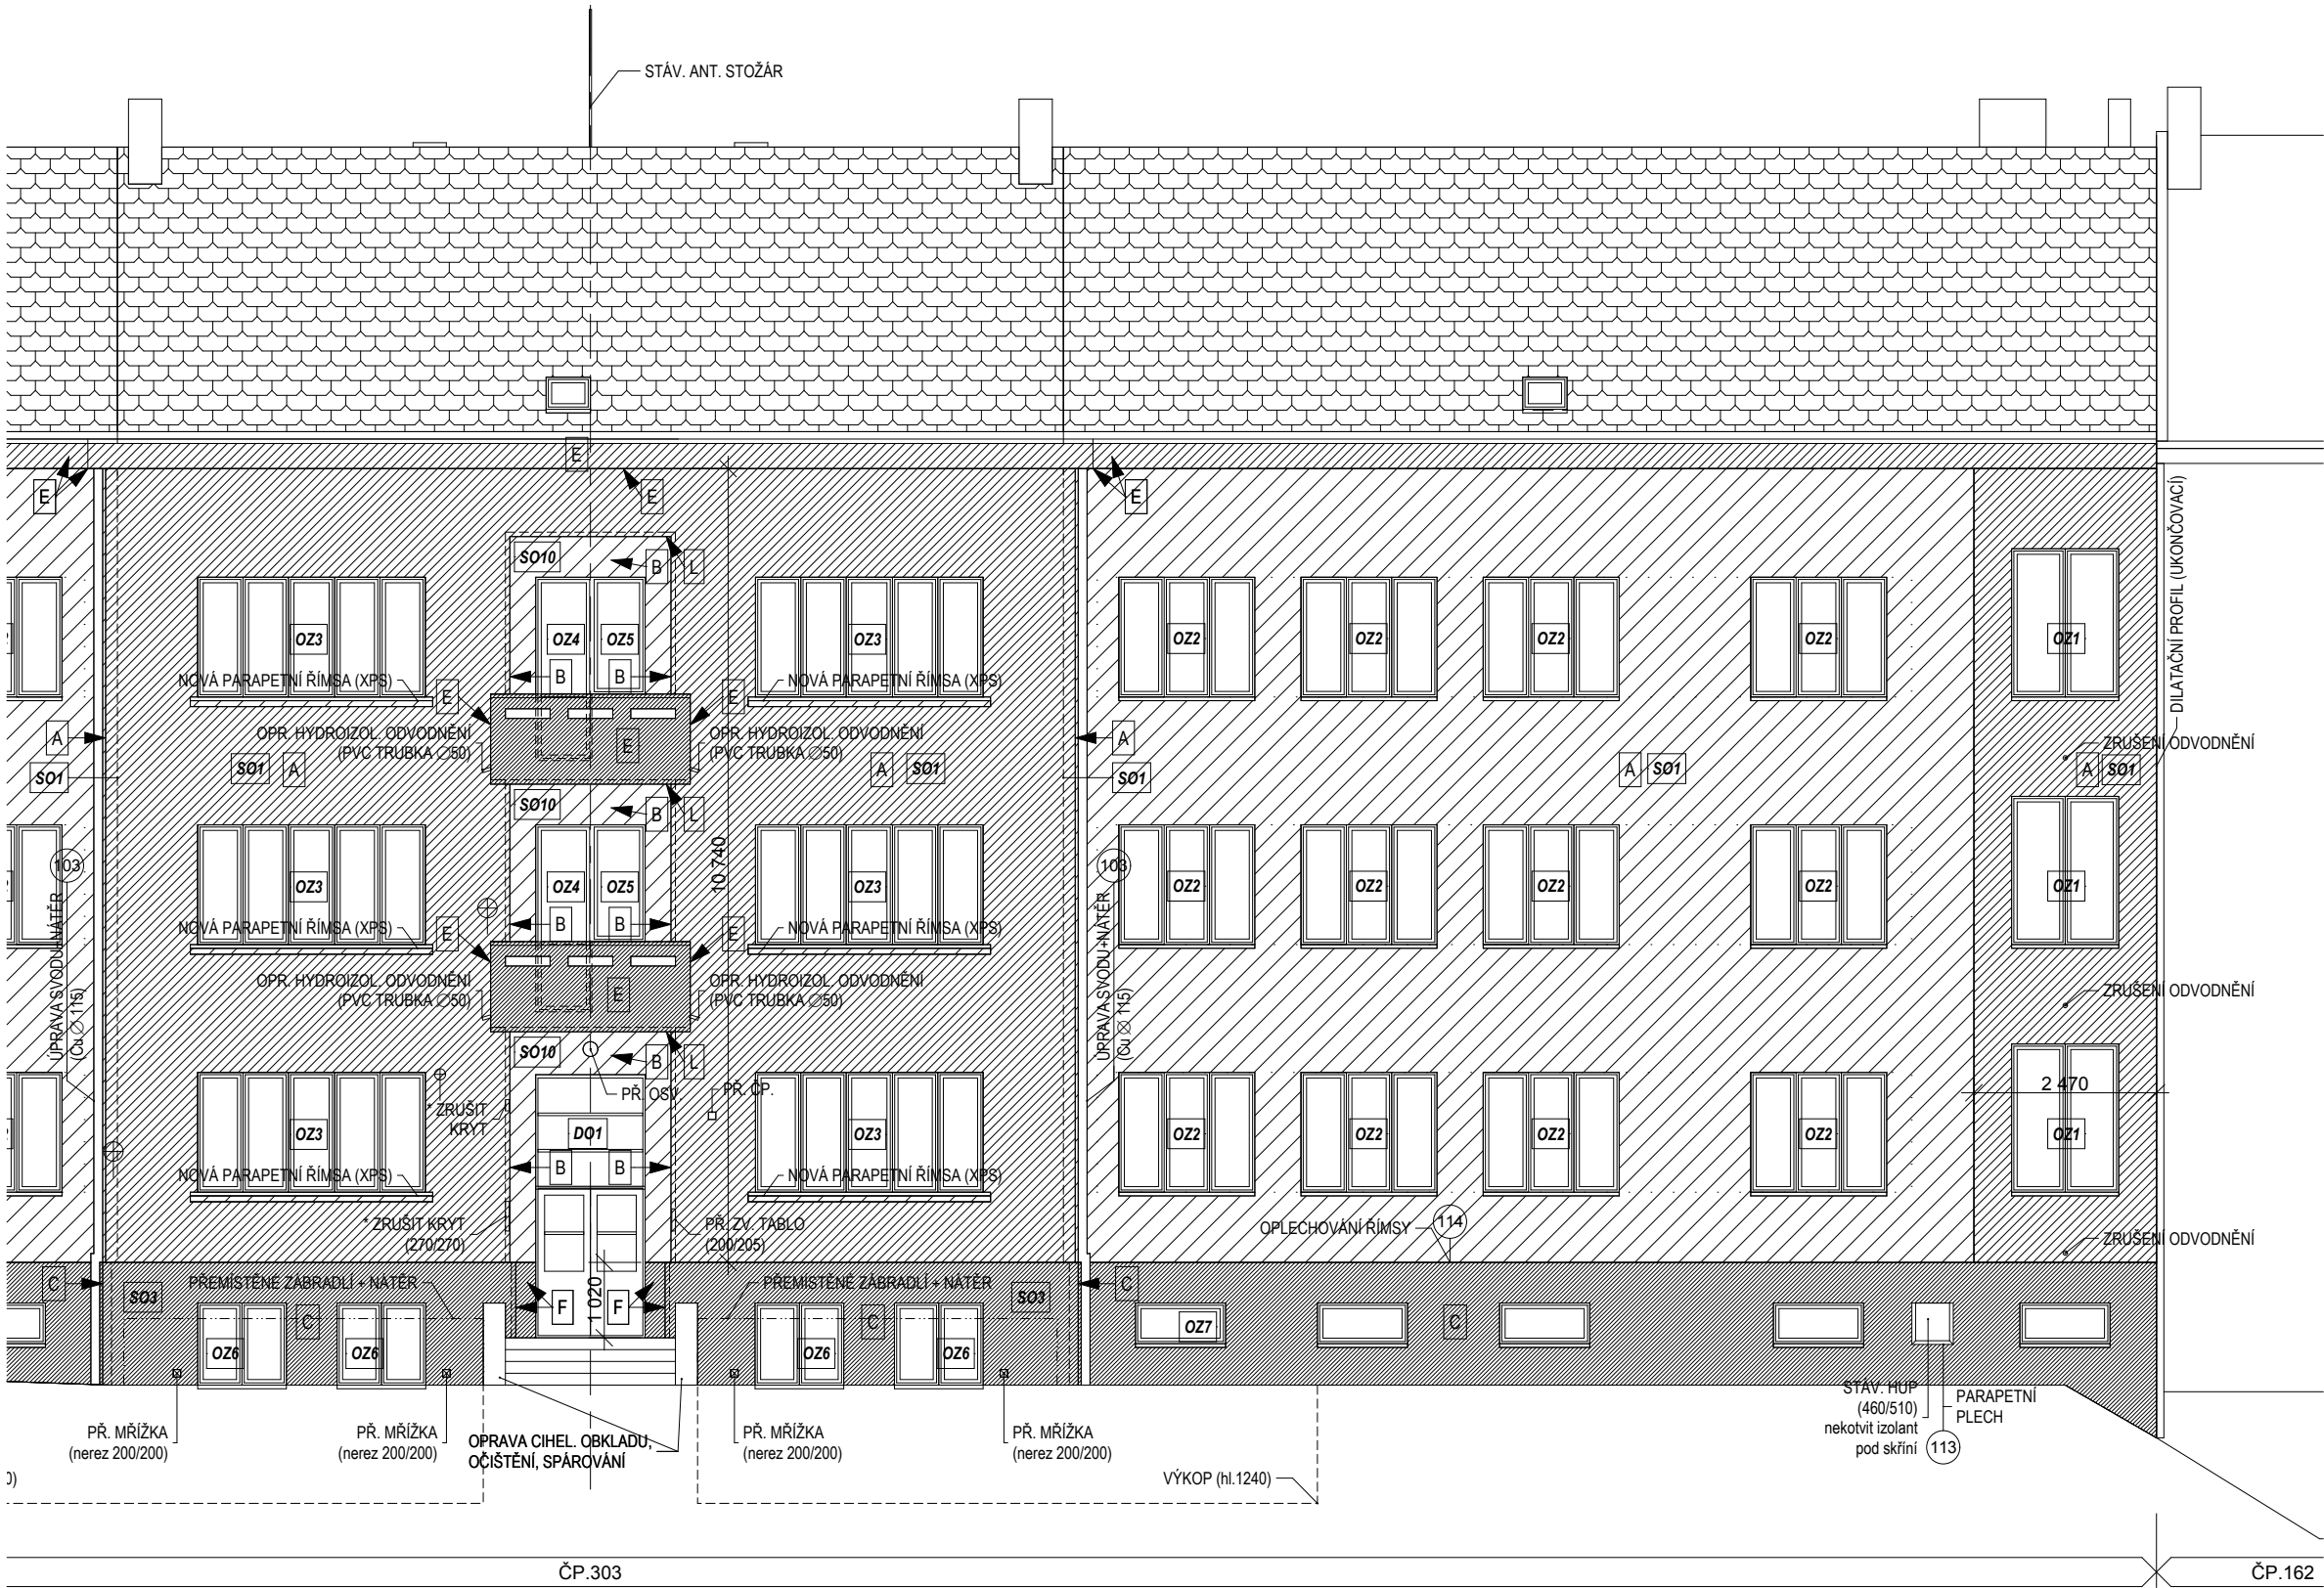 STÁV. ANT. STOŽÁR
E
E
E
E
DILATAČNÍ PROFIL (UKONČOVACÍ)
SO10
B
L
OZ3
OZ4
OZ5
OZ3
OZ2
OZ2
OZ2
OZ2
OZ1
B
B
NOVÁ PARAPETNÍ ŘÍMSA (XPS)
E
E
NOVÁ PARAPETNÍ ŘÍMSA (XPS)
A
OPR. HYDROIZOL. ODVODNĚNÍ
(PVC TRUBKA ∅50)
E
OPR. HYDROIZOL. ODVODNĚNÍ
(PVC TRUBKA ∅50)
A
ZRUŠENÍ ODVODNĚNÍ
SO1
SO1
A
A
SO1
SO1
A
SO1
A
SO1
SO10
B
L
103
ÚPRAVA SVODU+NÁTĚR
(Cu ∅ 115)
OZ3
OZ4
OZ5
10 740
OZ3
103
ÚPRAVA SVODU+NÁTĚR
(Cu ∅ 115)
OZ2
OZ2
OZ2
OZ2
OZ1
B
B
NOVÁ PARAPETNÍ ŘÍMSA (XPS)
E
E
NOVÁ PARAPETNÍ ŘÍMSA (XPS)
OPR. HYDROIZOL. ODVODNĚNÍ
(PVC TRUBKA ∅50)
E
OPR. HYDROIZOL. ODVODNĚNÍ
(PVC TRUBKA ∅50)
ZRUŠENÍ ODVODNĚNÍ
SO10
B
L
PŘ. OSV.
PŘ. ČP.
2 470
* ZRUŠIT
KRYT
OZ3
DO1
OZ3
OZ2
OZ2
OZ2
OZ2
OZ1
B
B
NOVÁ PARAPETNÍ ŘÍMSA (XPS)
NOVÁ PARAPETNÍ ŘÍMSA (XPS)
* ZRUŠIT KRYT
(270/270)
PŘ. ZV. TABLO
(200/205)
OPLECHOVÁNÍ ŘÍMSY
114
ZRUŠENÍ ODVODNĚNÍ
C
SO3
PŘEMÍSTĚNÉ ZÁBRADLÍ + NÁTĚR
PŘEMÍSTĚNÉ ZÁBRADLÍ + NÁTĚR
SO3
C
F
1 020
F
C
C
OZ7
C
OZ6
OZ6
OZ6
OZ6
PŘ. MŘÍŽKA
(nerez 200/200)
PŘ. MŘÍŽKA
(nerez 200/200)
OPRAVA CIHEL. OBKLADU,
OČIŠTĚNÍ, SPÁROVÁNÍ
PŘ. MŘÍŽKA
(nerez 200/200)
PŘ. MŘÍŽKA
(nerez 200/200)
STÁV. HUP
(460/510)
nekotvit izolant
pod skříní
PARAPETNÍ
PLECH
113
0)
VÝKOP (hl.1240)
ČP.303
ČP.162